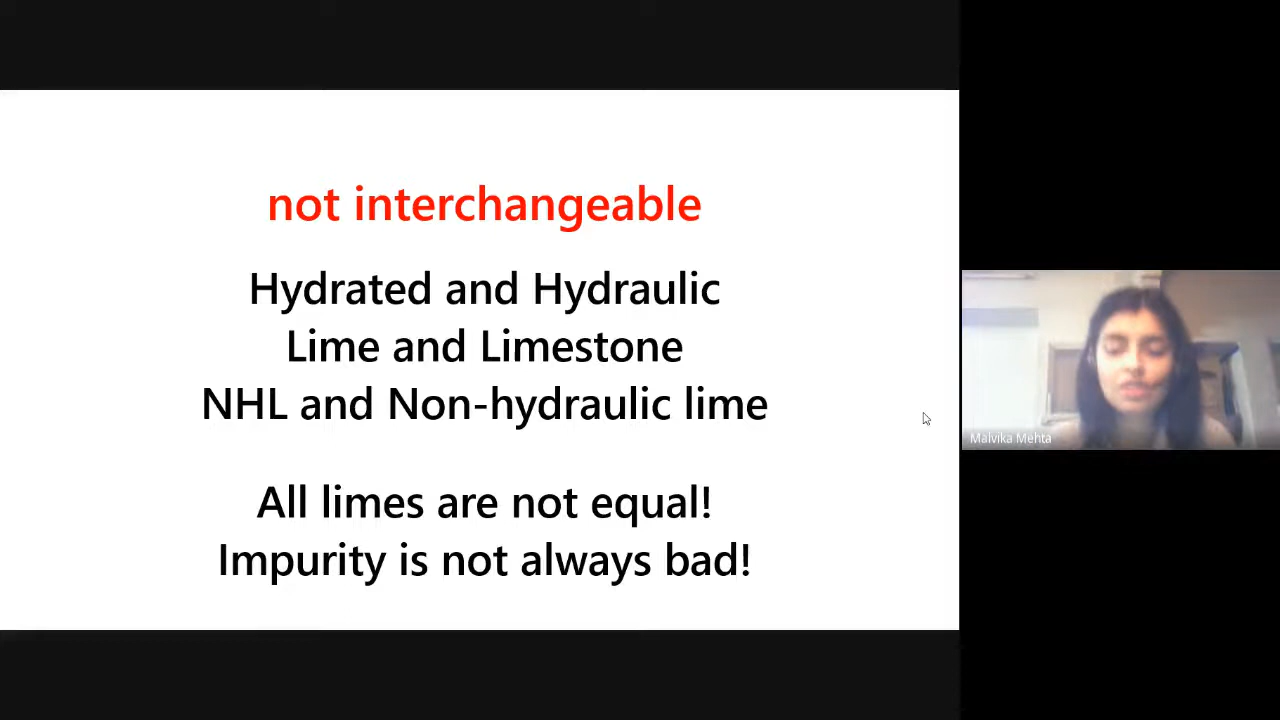 not interchangeable
Hydrated and Hydraulic
Lime and Limestone
NHL and Non-hydraulic lime
All limes are not equal!
Impurity is not always bad!
Malvika Mehta